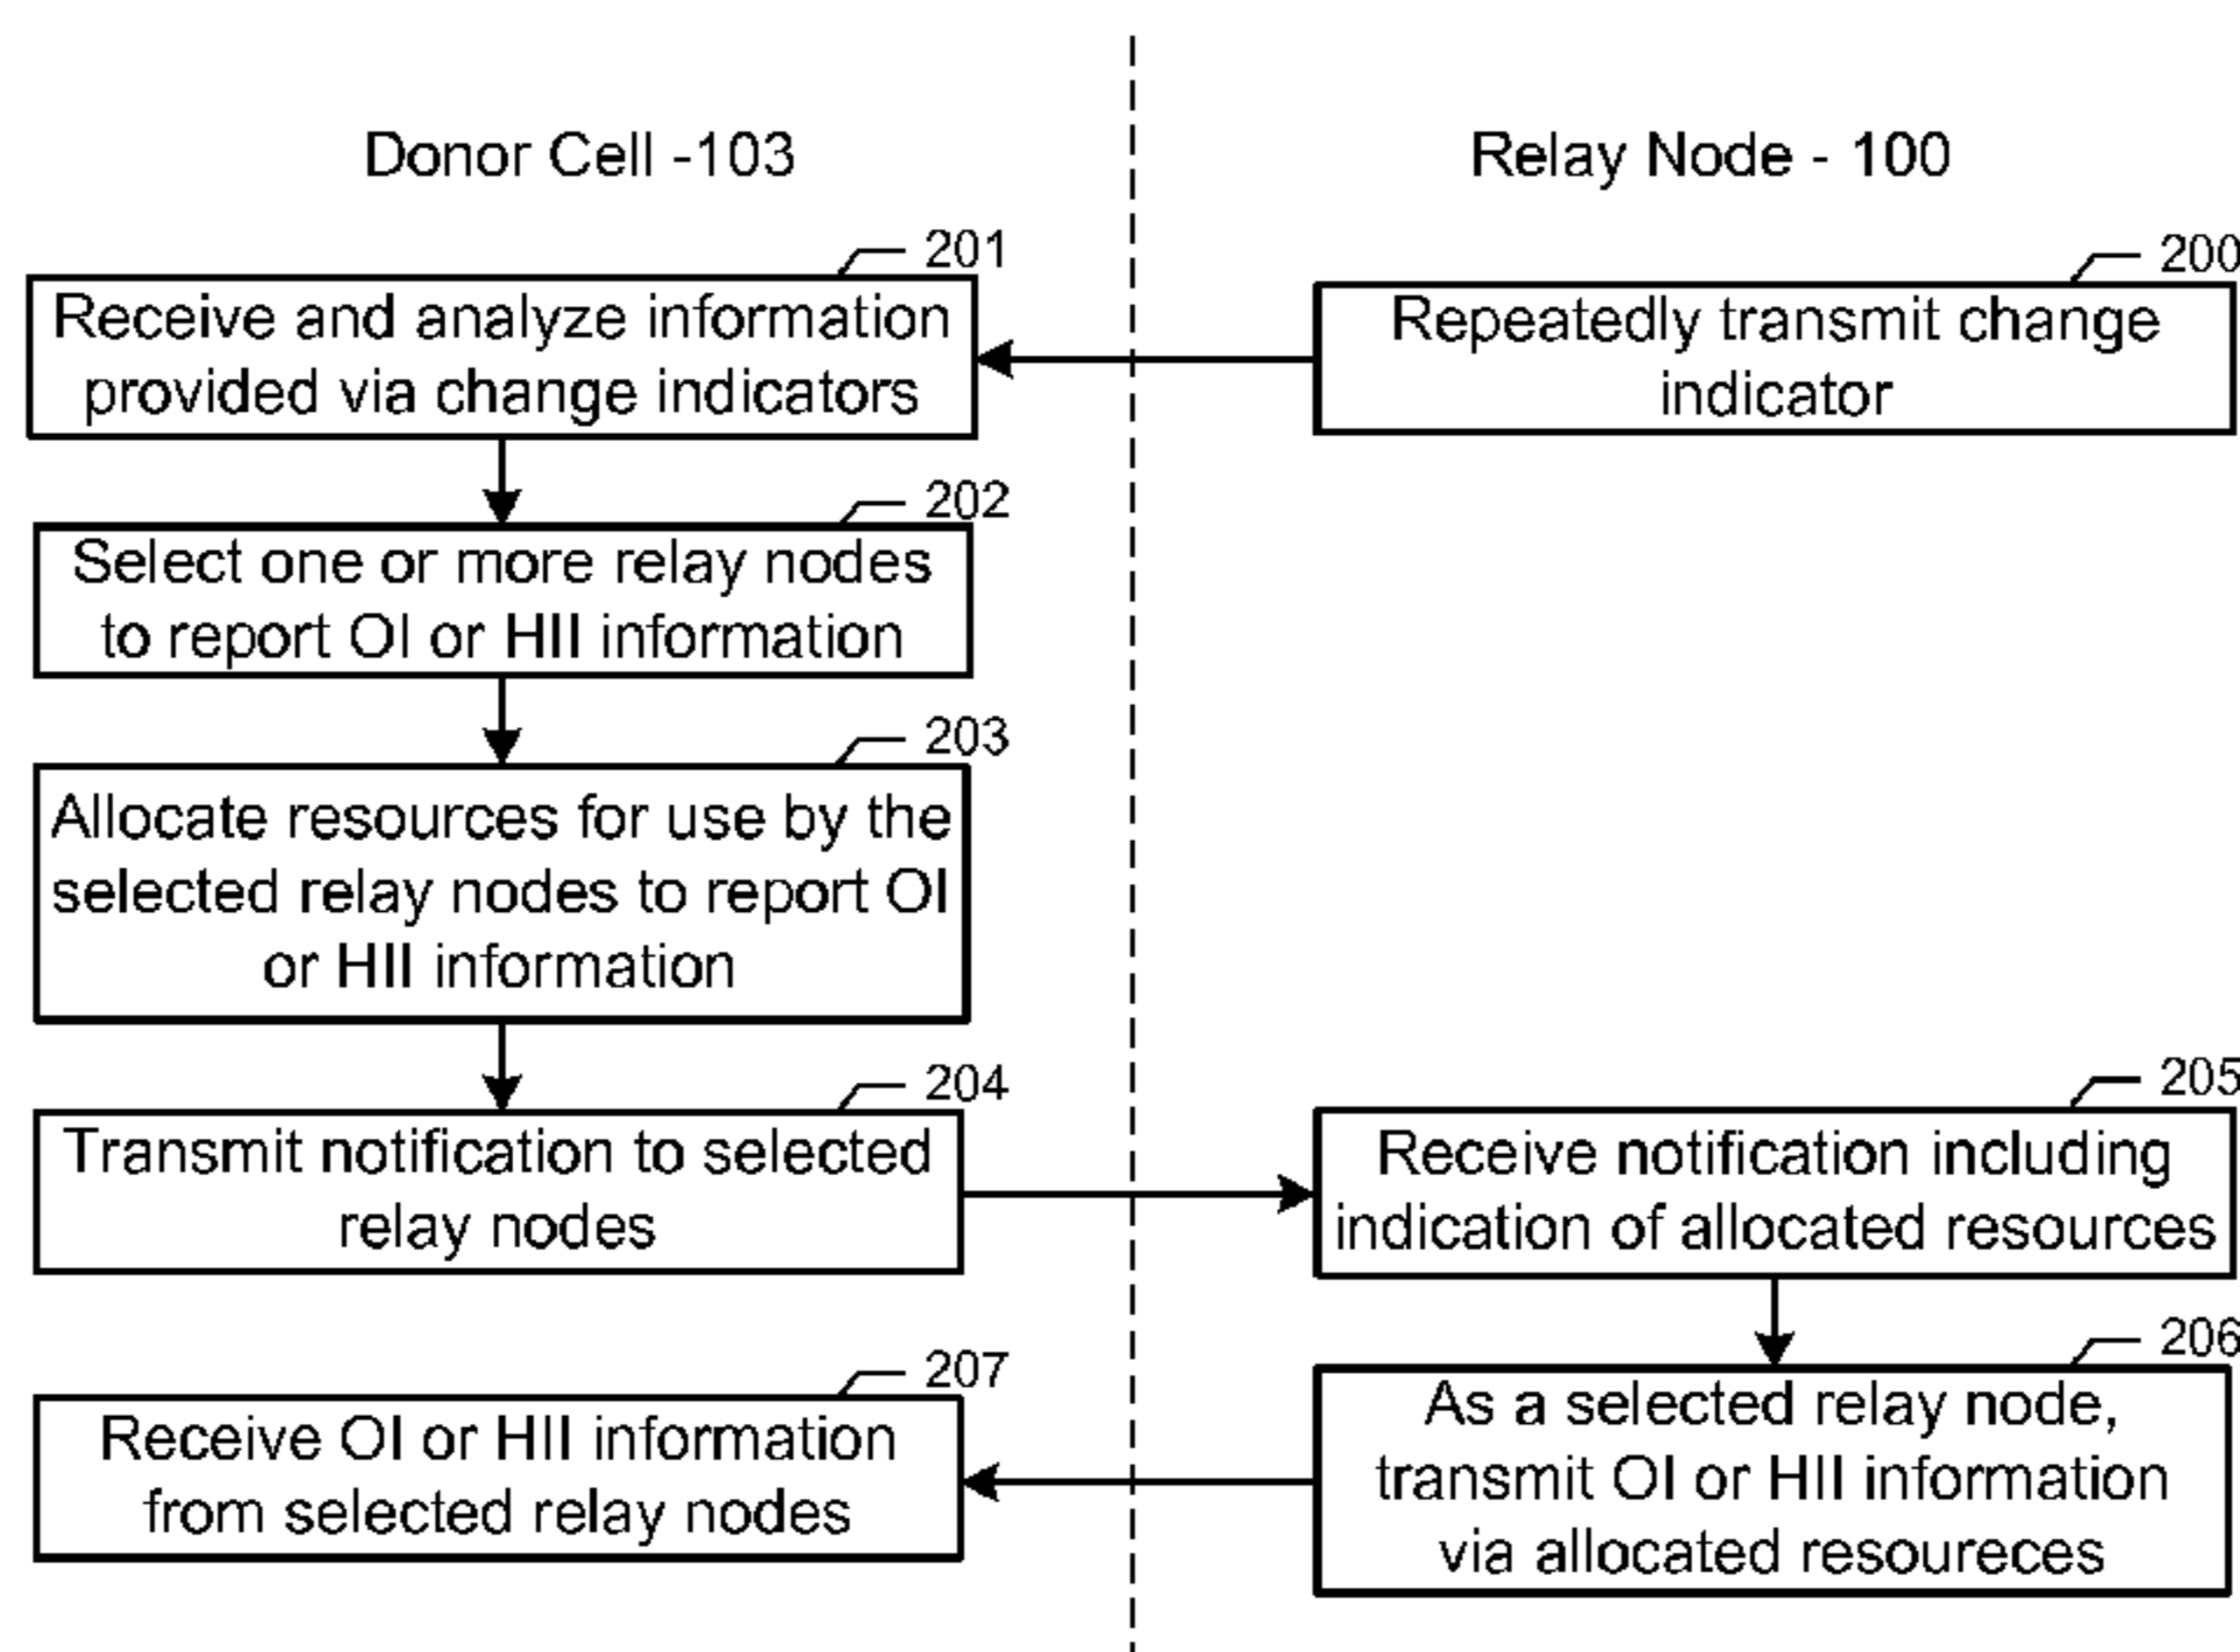 Donor Cell -103
Relay Node - 100
201
Receive and analyze information
provided via change indicators
200
Repeatedly transmit change
indicator
202
Select one or more relay nodes
to report OI or HII information
203
Allocate resources for use by the
selected relay nodes to report OI
or HII information
204
Transmit notification to selected
relay nodes
205
Receive notification including
indication of allocated resources
206
As a selected relay node,
transmit OI or HII information
via allocated resoureces
207
Receive OI or HII information
from selected relay nodes